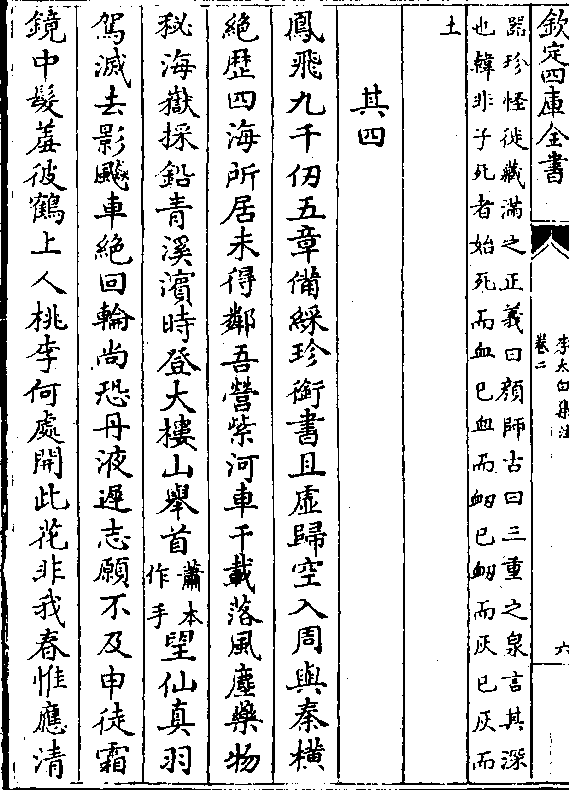 欽定四庫全書
李太白集注
卷二
六
器珍怪徙藏滿之正義曰顔師古曰三重之泉言其深
也韓非子死者始死而血已血而衂已衂而灰已灰而
土
其四
鳳飛九千仞五章備綵珍銜書且虛歸空入周與秦橫
絶歴四海所居未得鄰吾營紫河車千載落風塵藥物
秘海嶽採鉛青溪濱時登大樓山舉首蕭本作手望仙真羽
駕滅去影飇車絶回輪尚恐丹液遲志願不及申徒霜
鏡中髮羞彼鶴上人桃李何處開此花非我春惟應清